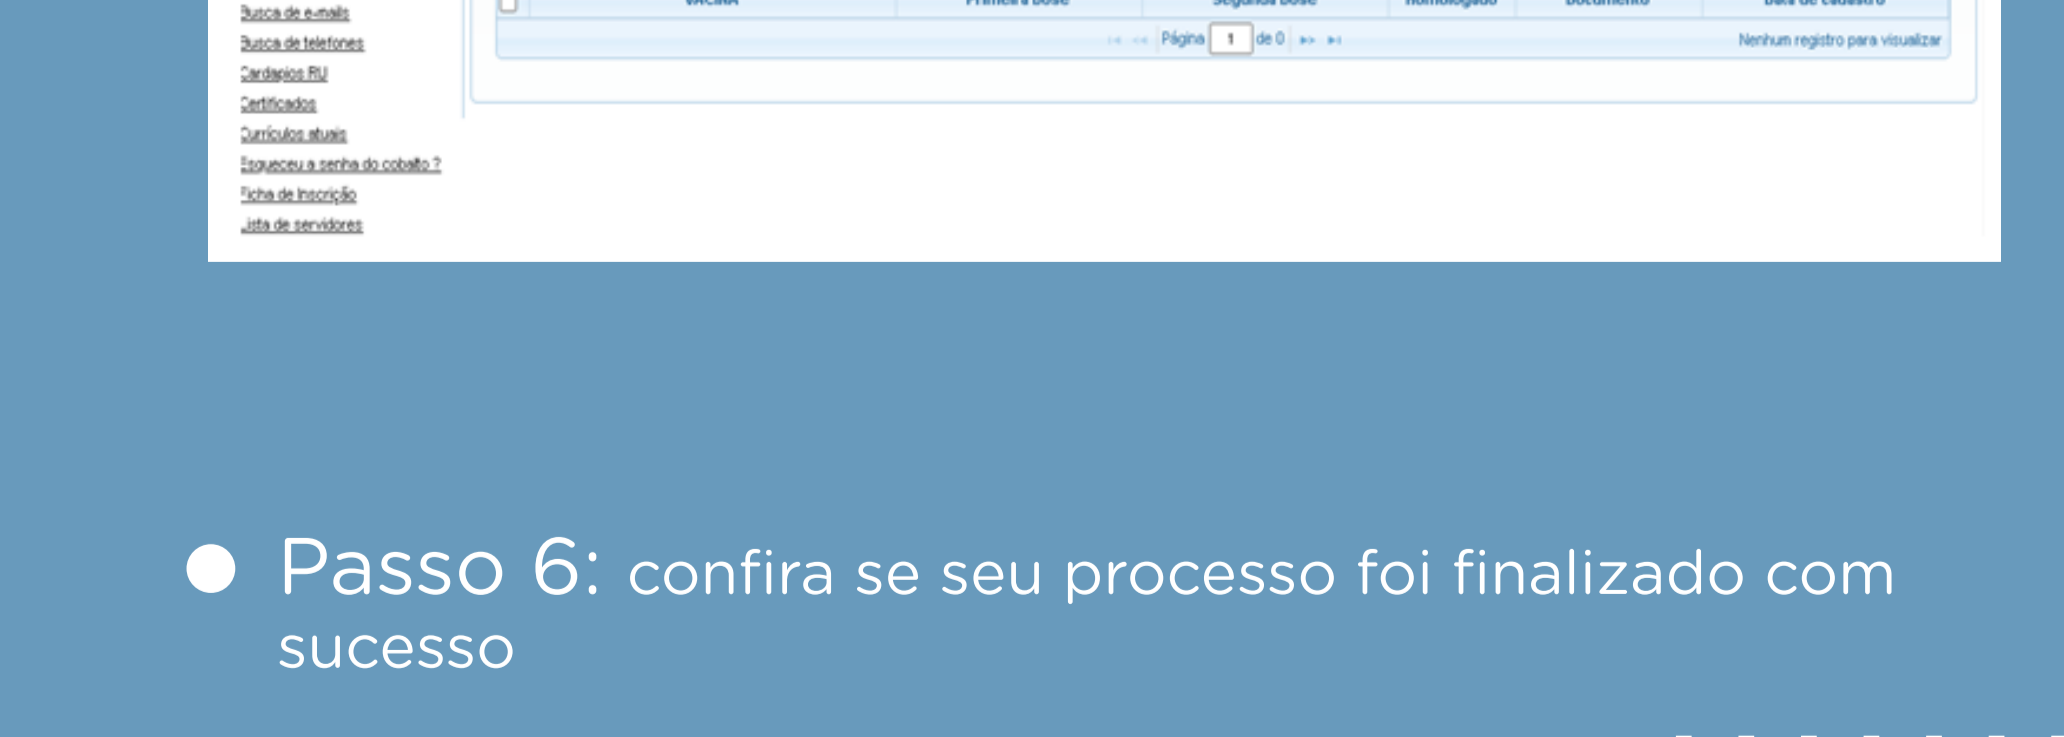 Busca de e-mails
VACINA Primeira Dose Segunda Dose Homologado Documento Data de cadastro
Busca de telefones
Página 1 de 0 Nenhum registro para visualizar
Cardapios RU
Certificados
Currículos atuais
Esqueceu a senha do cobalto ?
Ficha de Inscrição
Lista de servidores
Passo 6: confira se seu processo foi finalizado com
sucesso